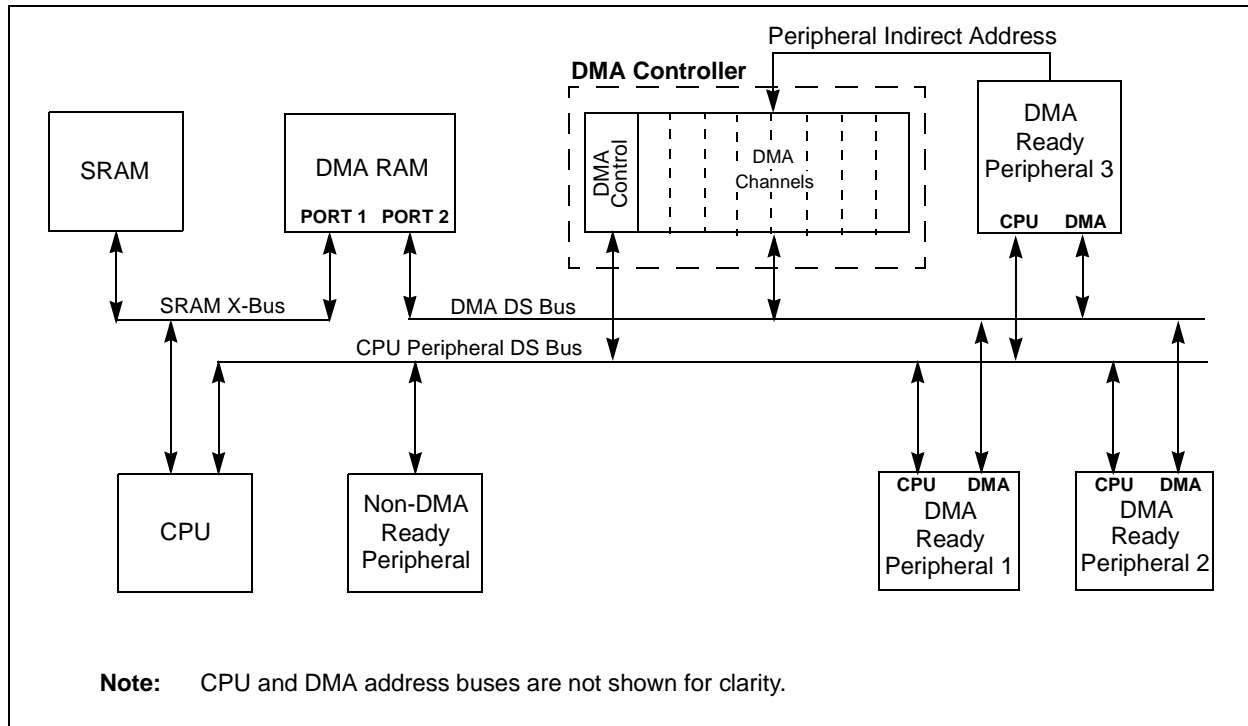 Peripheral Indirect Address
DMA Controller
SRAM
DMA RAM
PORT 1 PORT 2
DMA
Control
DMA
Channels
DMA
Ready
Peripheral 3
CPU DMA
SRAM X-Bus
DMA DS Bus
CPU Peripheral DS Bus
CPU
Non-DMA
Ready
Peripheral
CPU DMA
DMA
Ready
Peripheral 1
CPU DMA
DMA
Ready
Peripheral 2
Note: CPU and DMA address buses are not shown for clarity.